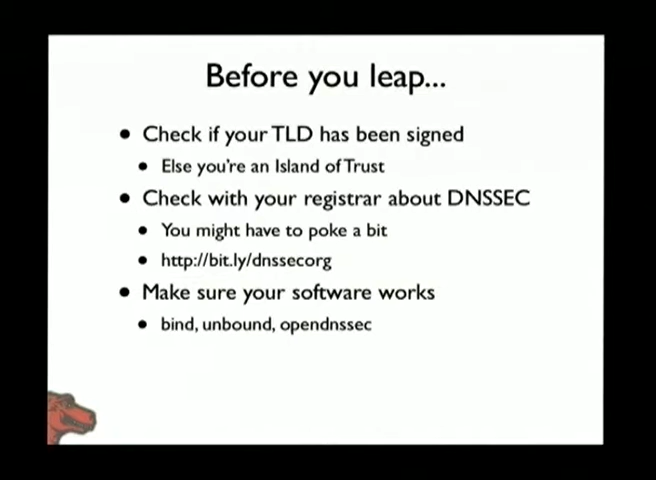 Before you leap...
• Check if your TLD has been signed
• Else you're an Island of Trust
• Check with your registrar about DNSSEC
• You might have to poke a bit
• http://bit.ly/dnssecorg
• Make sure your software works
• bind, unbound, opendnssec